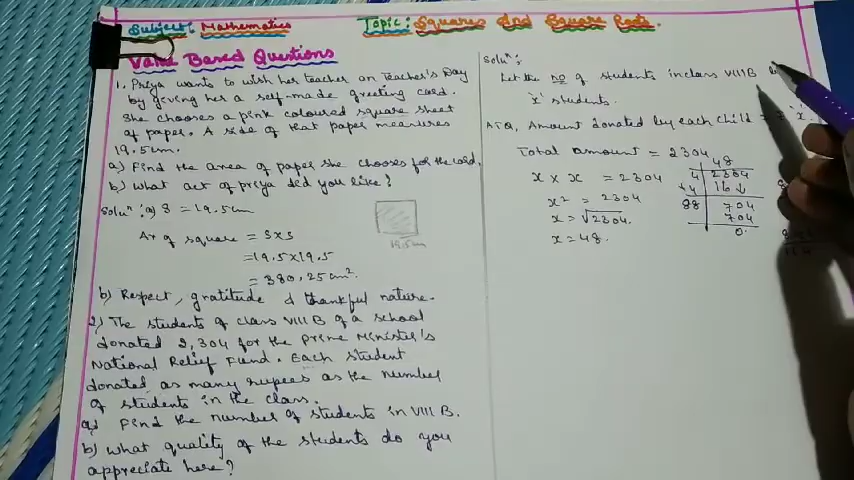 Subject: Mathematics
Topic: Squares and Square Roots.
Value Based Questions
1. Priya wants to wish her teacher on Teacher's Day
by giving her a self-made greeting card.
She chooses a pink coloured square sheet
of paper. A side of that paper measures
19.5cm.
a) Find the area of paper she chooses for the card.
b) What act of priya did you like?
Soluⁿ: a) S = 19.5cm
Ar of square = S×S
= 19.5×19.5
= 380.25cm².
19.5cm
b) Respect, gratitude & thankful nature.
2) The students of class VIII B of a school
donated 2,304 for the Prime Minister's
National Relief Fund. Each student
donated as many rupees as the number
of students in the class.
a) Find the number of students in VIII B.
b) What quality of the students do you
appreciate here?
Soluⁿ:
Let the no of students in class VIIIB
'x' students.
ATQ, Amount donated by each child = ₹ 'x'
Total amount = 2304
x × x = 2304
x² = 2304
x = √2304.
x = 48.
48
4 2304
+4 16↓
88 704
704
0.